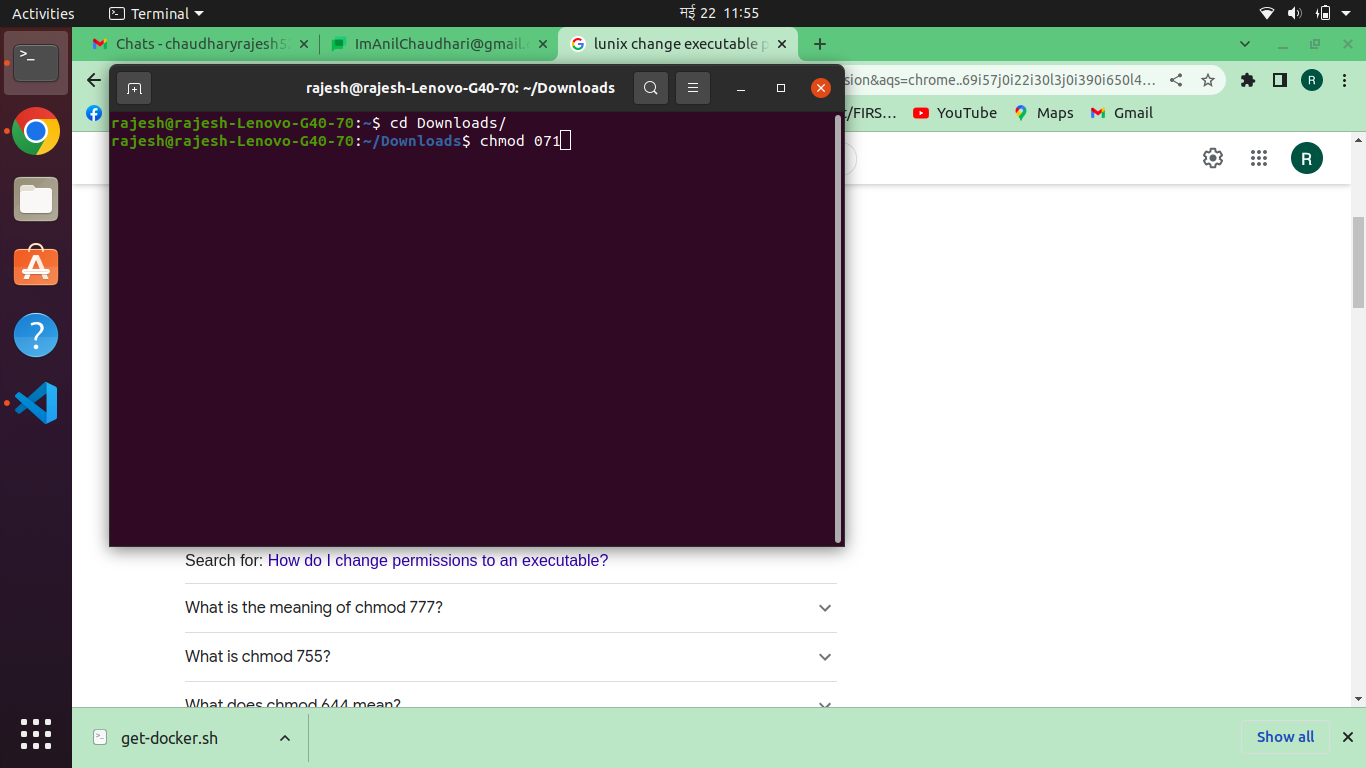 Activities Terminal मई 22 11:55
Chats - chaudharyrajesh5 ImAnilChaudhari@gmail. lunix change executable p
rajesh@rajesh-Lenovo-G40-70: ~/Downloads
sion&aqs=chrome..69i57j0i22i30l3j0i390i650l4... R
/FIRS... YouTube Maps Gmail
rajesh@rajesh-Lenovo-G40-70:~$ cd Downloads/
rajesh@rajesh-Lenovo-G40-70:~/Downloads$ chmod 071
R
Search for: How do I change permissions to an executable?
What is the meaning of chmod 777?
What is chmod 755?
What does chmod 644 mean?
get-docker.sh Show all